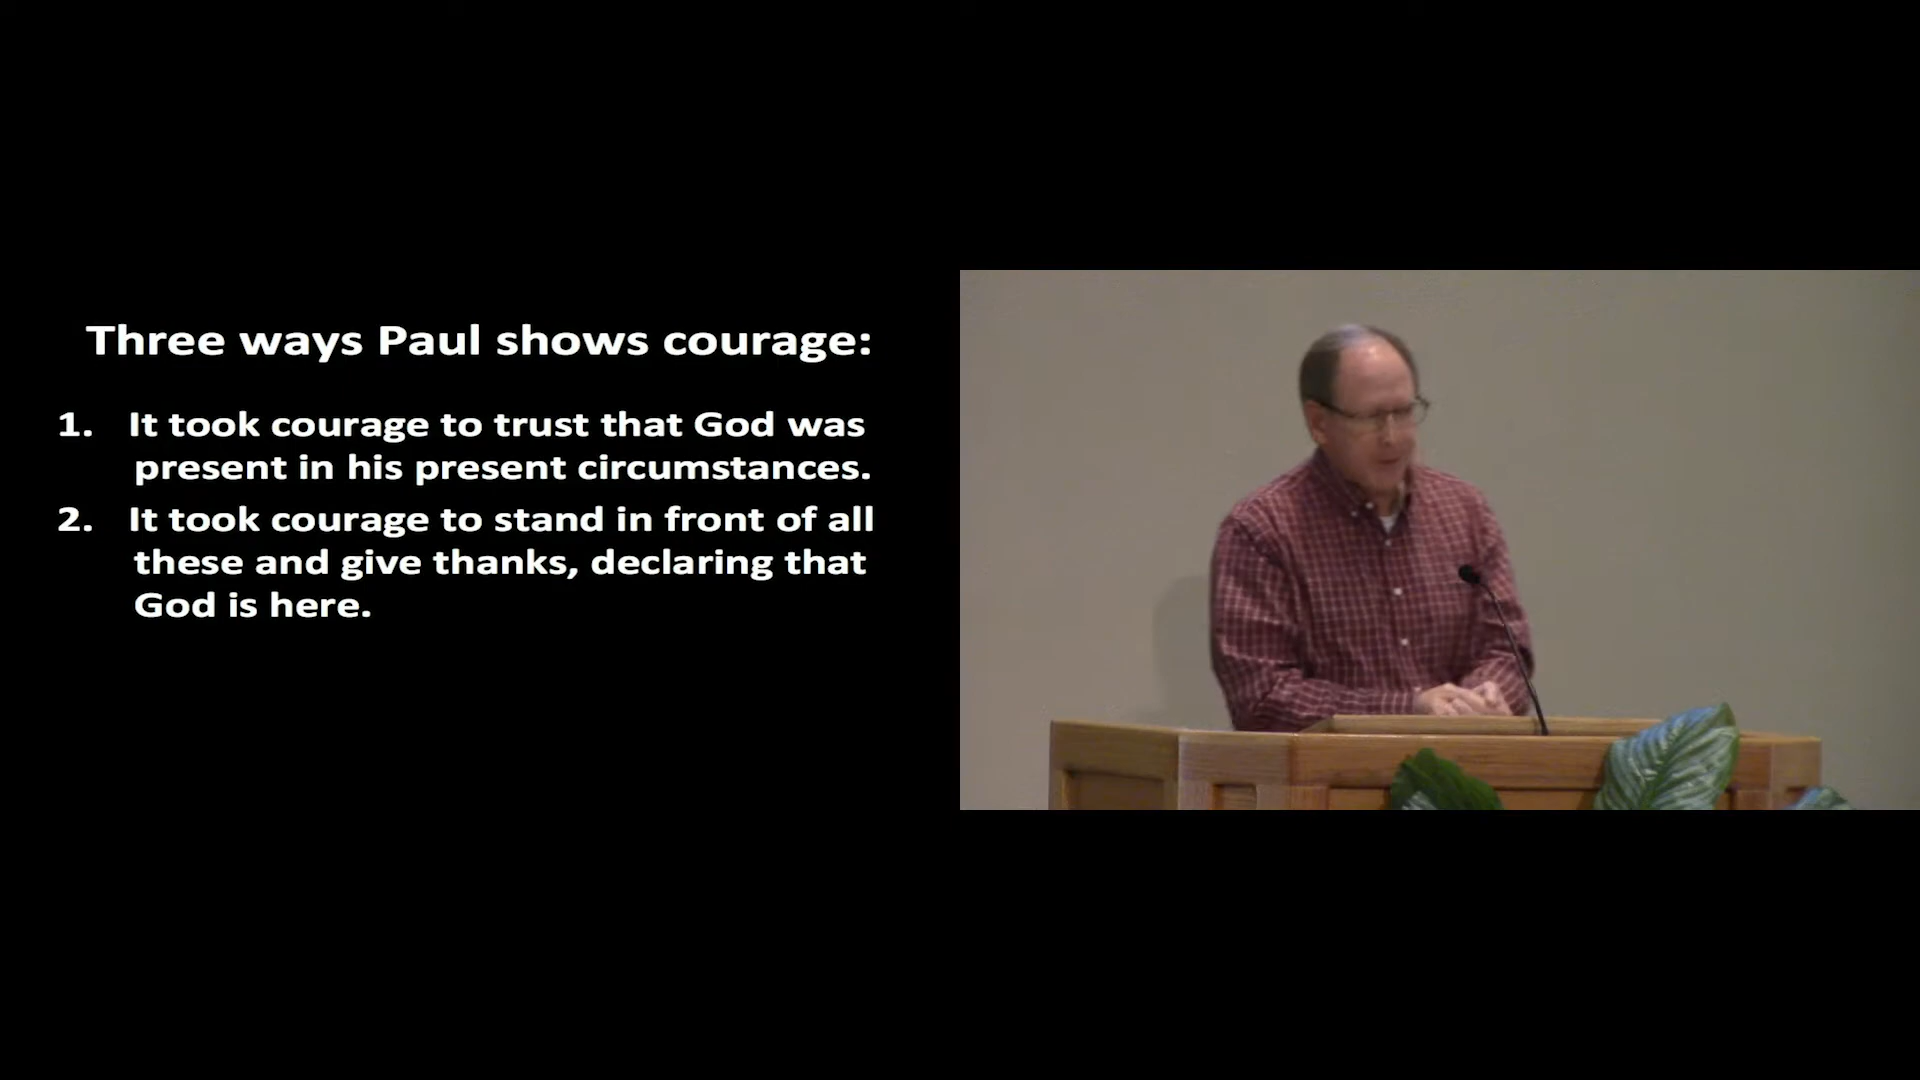 Three ways Paul shows courage:
1. It took courage to trust that God was
present in his present circumstances.
2. It took courage to stand in front of all
these and give thanks, declaring that
God is here.